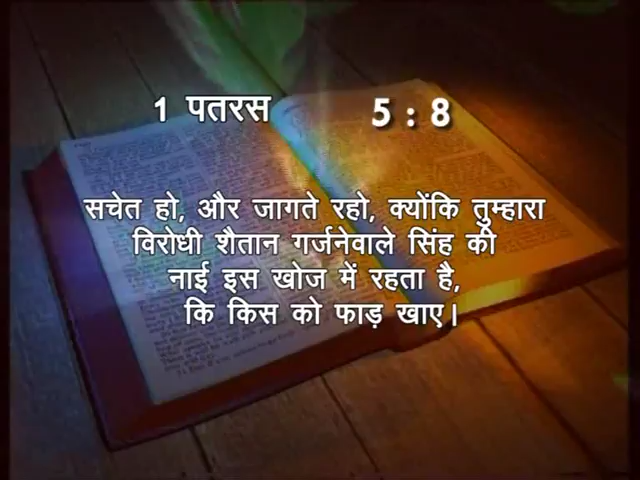 1 पतरस 5 : 8
सचेत हो, और जागते रहो, क्योंकि तुम्हारा
विरोधी शैतान गर्जनेवाले सिंह की
नाई इस खोज में रहता है,
कि किस को फाड़ खाए।